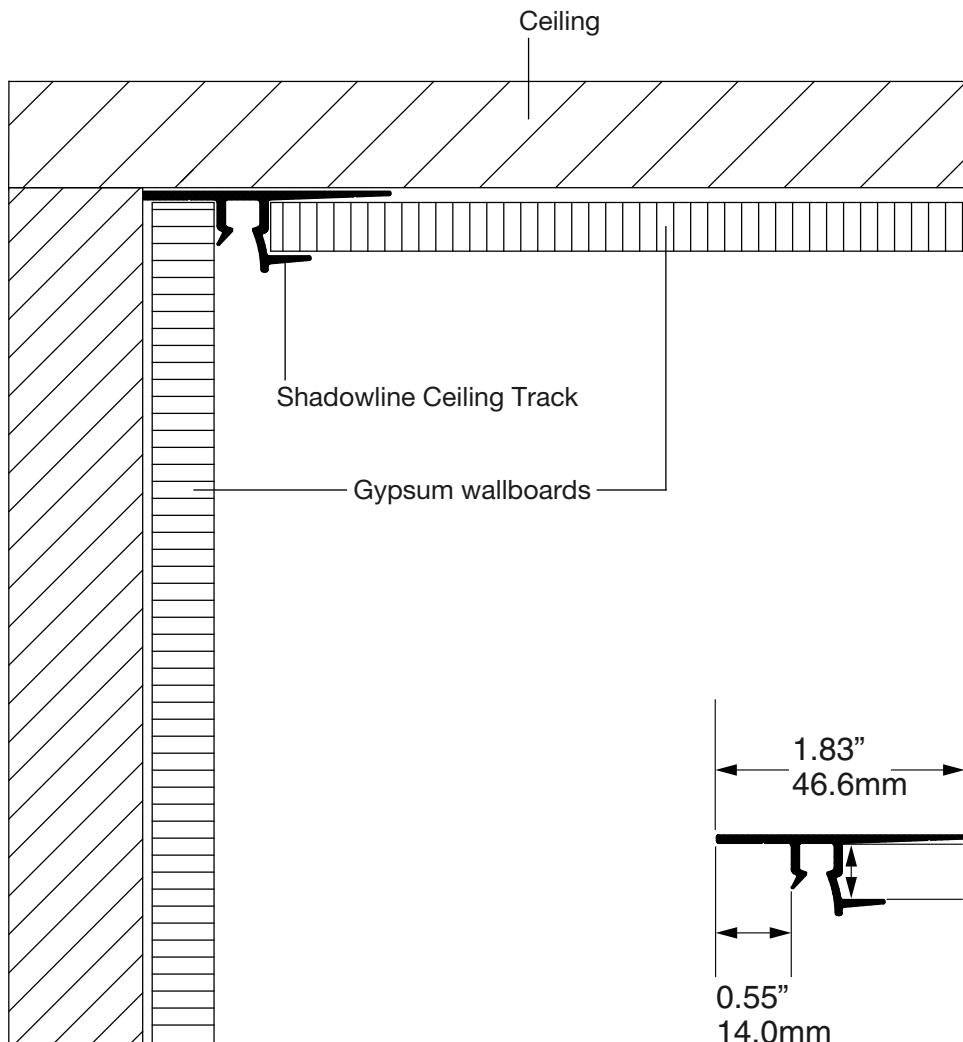 Ceiling
Shadowline Ceiling Track
Gypsum wallboards
1.83”
46.6mm
0.55”
14.0mm